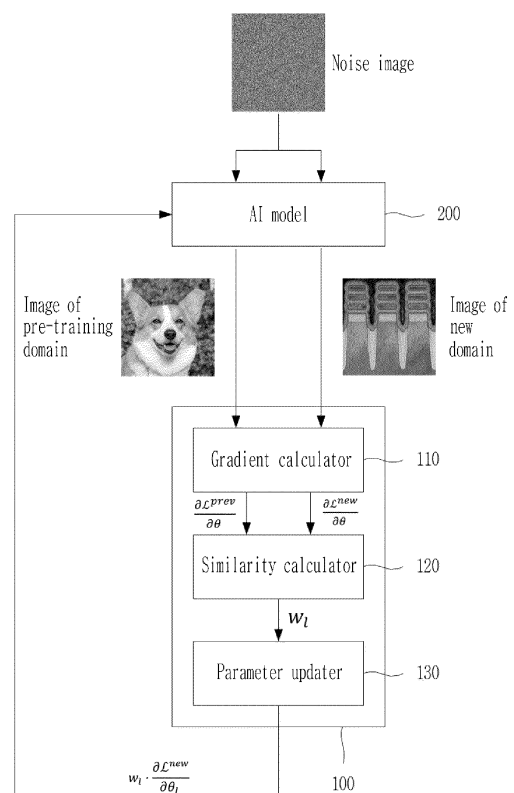 Noise image
AI model
200
Image of
pre-training
domain
Image of
new
domain
Gradient calculator
110
∂ℒ^{prev}/∂θ
∂ℒ^{new}/∂θ
Similarity calculator
120
w_l
Parameter updater
130
w_l · ∂ℒ^{new}/∂θ_l
100